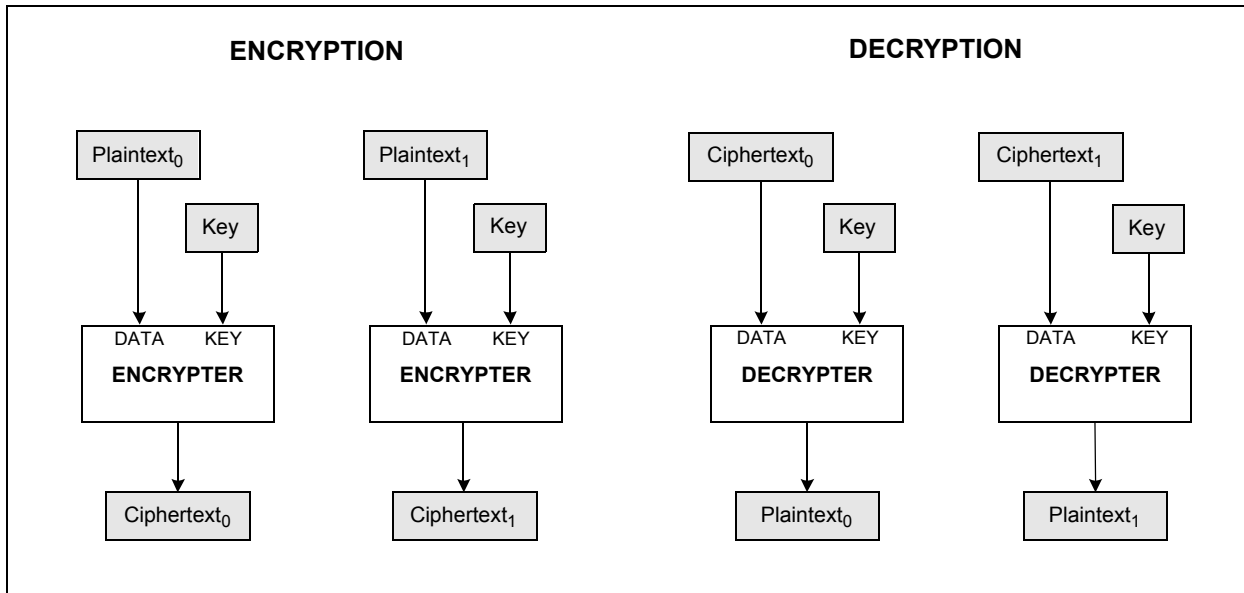 ENCRYPTION
DECRYPTION
Plaintext0
Plaintext1
Ciphertext0
Ciphertext1
Key
Key
Key
Key
DATA KEY
DATA KEY
DATA KEY
DATA KEY
ENCRYPTER
ENCRYPTER
DECRYPTER
DECRYPTER
Ciphertext0
Ciphertext1
Plaintext0
Plaintext1